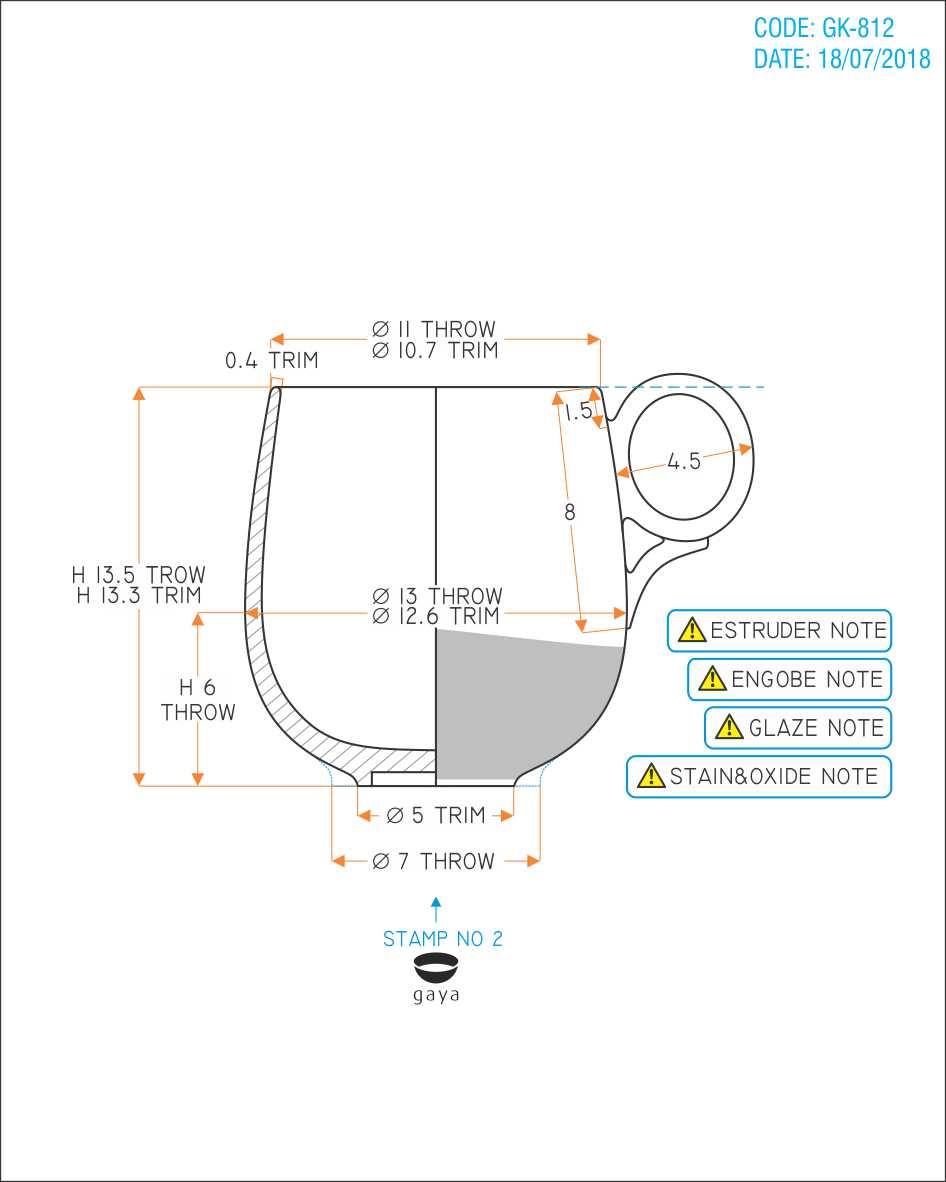 CODE: GK-812
DATE: 18/07/2018
Ø 11 THROW
Ø 10.7 TRIM
0.4 TRIM
1.5
4.5
8
H 13.5 TROW
H 13.3 TRIM
Ø 13 THROW
Ø 12.6 TRIM
ESTRUDER NOTE
ENGOBE NOTE
H 6
THROW
GLAZE NOTE
STAIN&OXIDE NOTE
Ø 5 TRIM
Ø 7 THROW
STAMP NO 2
gaya